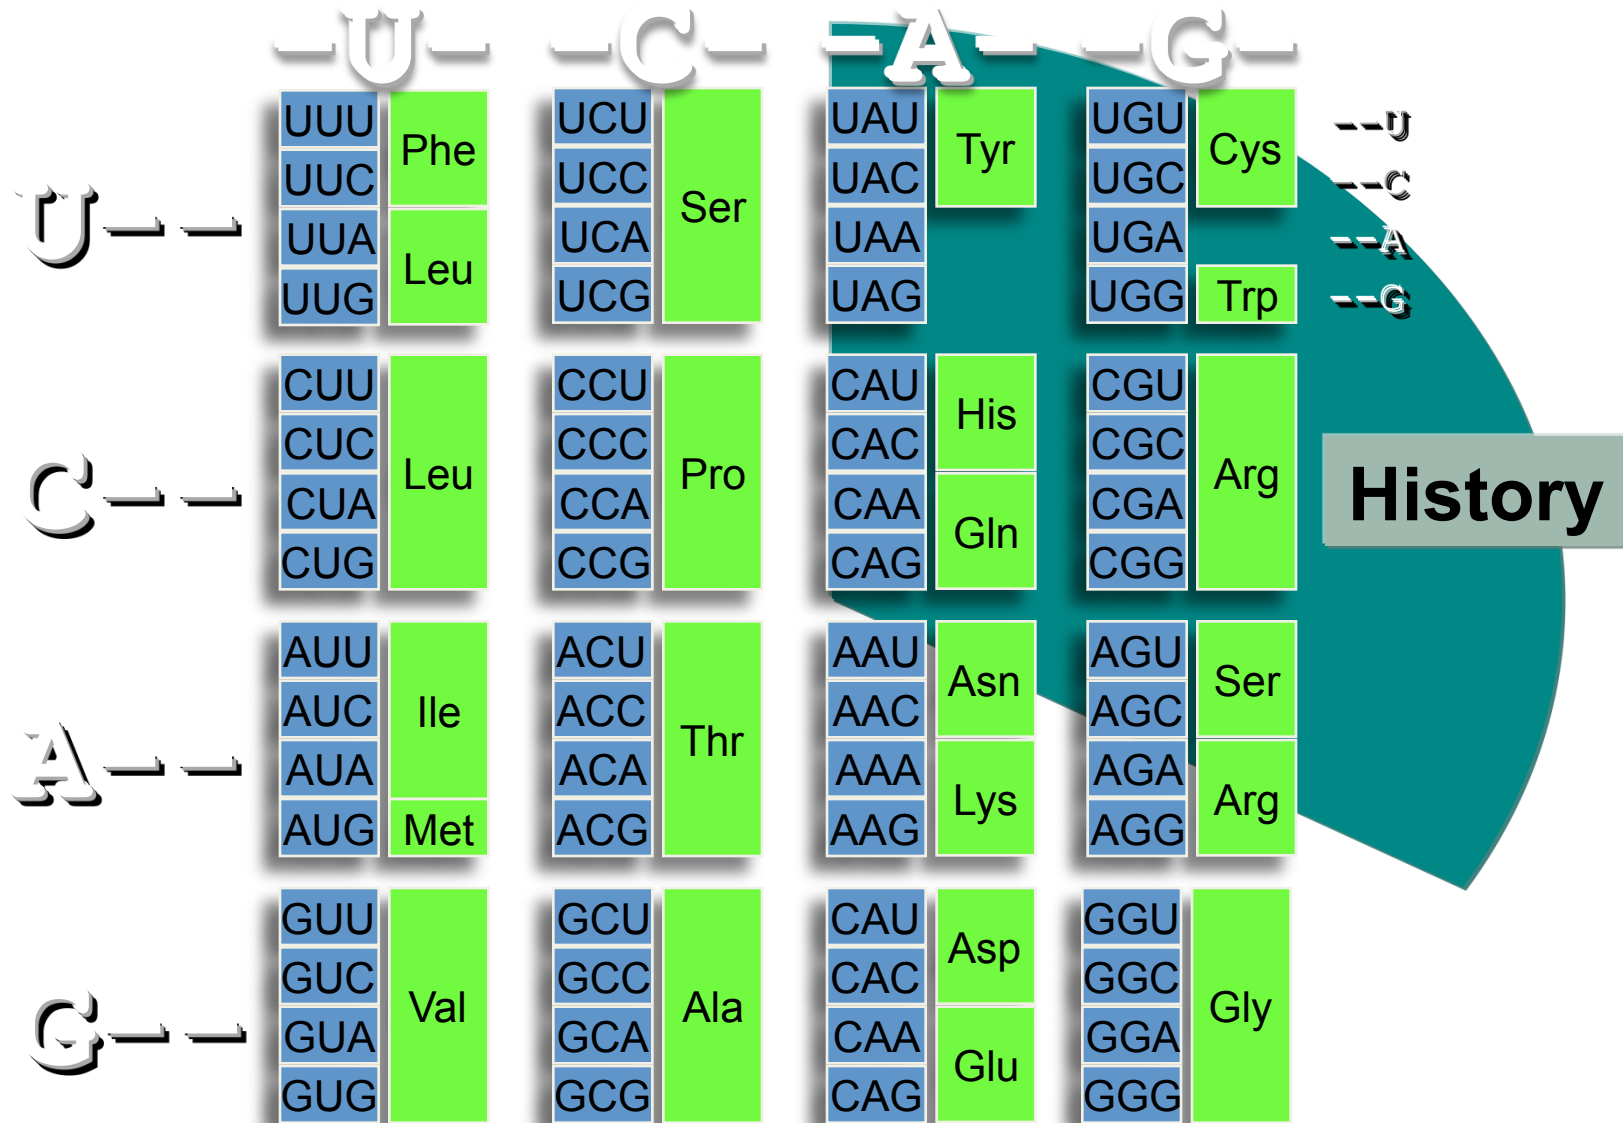 -U- -C- -A- -G-
UUU Phe UCU Ser UAU Tyr UGU Cys --U
UUC UCC UAC UGC --C
U-- UUA Leu UCA UAA UGA --A
UUG UCG UAG UGG Trp --G
CUU Leu CCU Pro CAU His CGU Arg
CUC CCC CAC CGC
C-- CUA CCA CAA Gln CGA History
CUG CCG CAG CGG
AUU Ile ACU Thr AAU Asn AGU Ser
AUC ACC AAC AGC
A-- AUA ACA AAA Lys AGA Arg
AUG Met ACG AAG AGG
GUU Val GCU Ala CAU Asp GGU Gly
GUC GCC CAC GGC
G-- GUA GCA CAA Glu GGA
GUG GCG CAG GGG